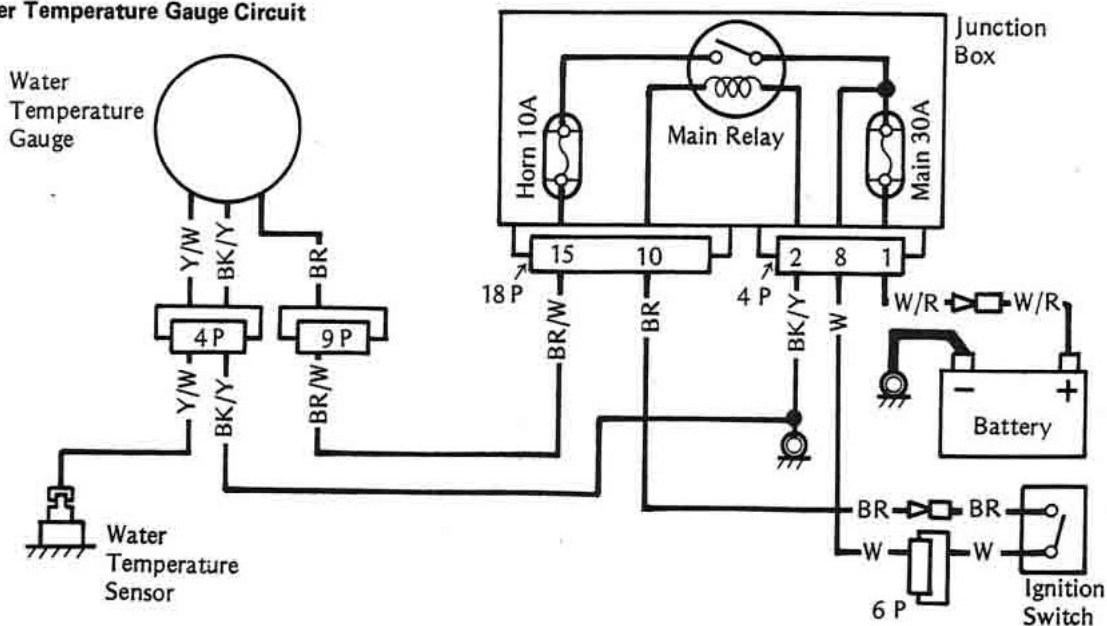 er Temperature Gauge Circuit
Water
Temperature
Gauge
Junction
Box
Main Relay
Horn 10A
Main 30A
15
10
2
8
1
18 P
4 P
Y/W
BK/Y
BR
4 P
9 P
Y/W
BK/Y
BR/W
BR/W
BR
BK/Y
W
W/R
W/R
−
+
Battery
BR
BR
W
W
6 P
Ignition
Switch
Water
Temperature
Sensor